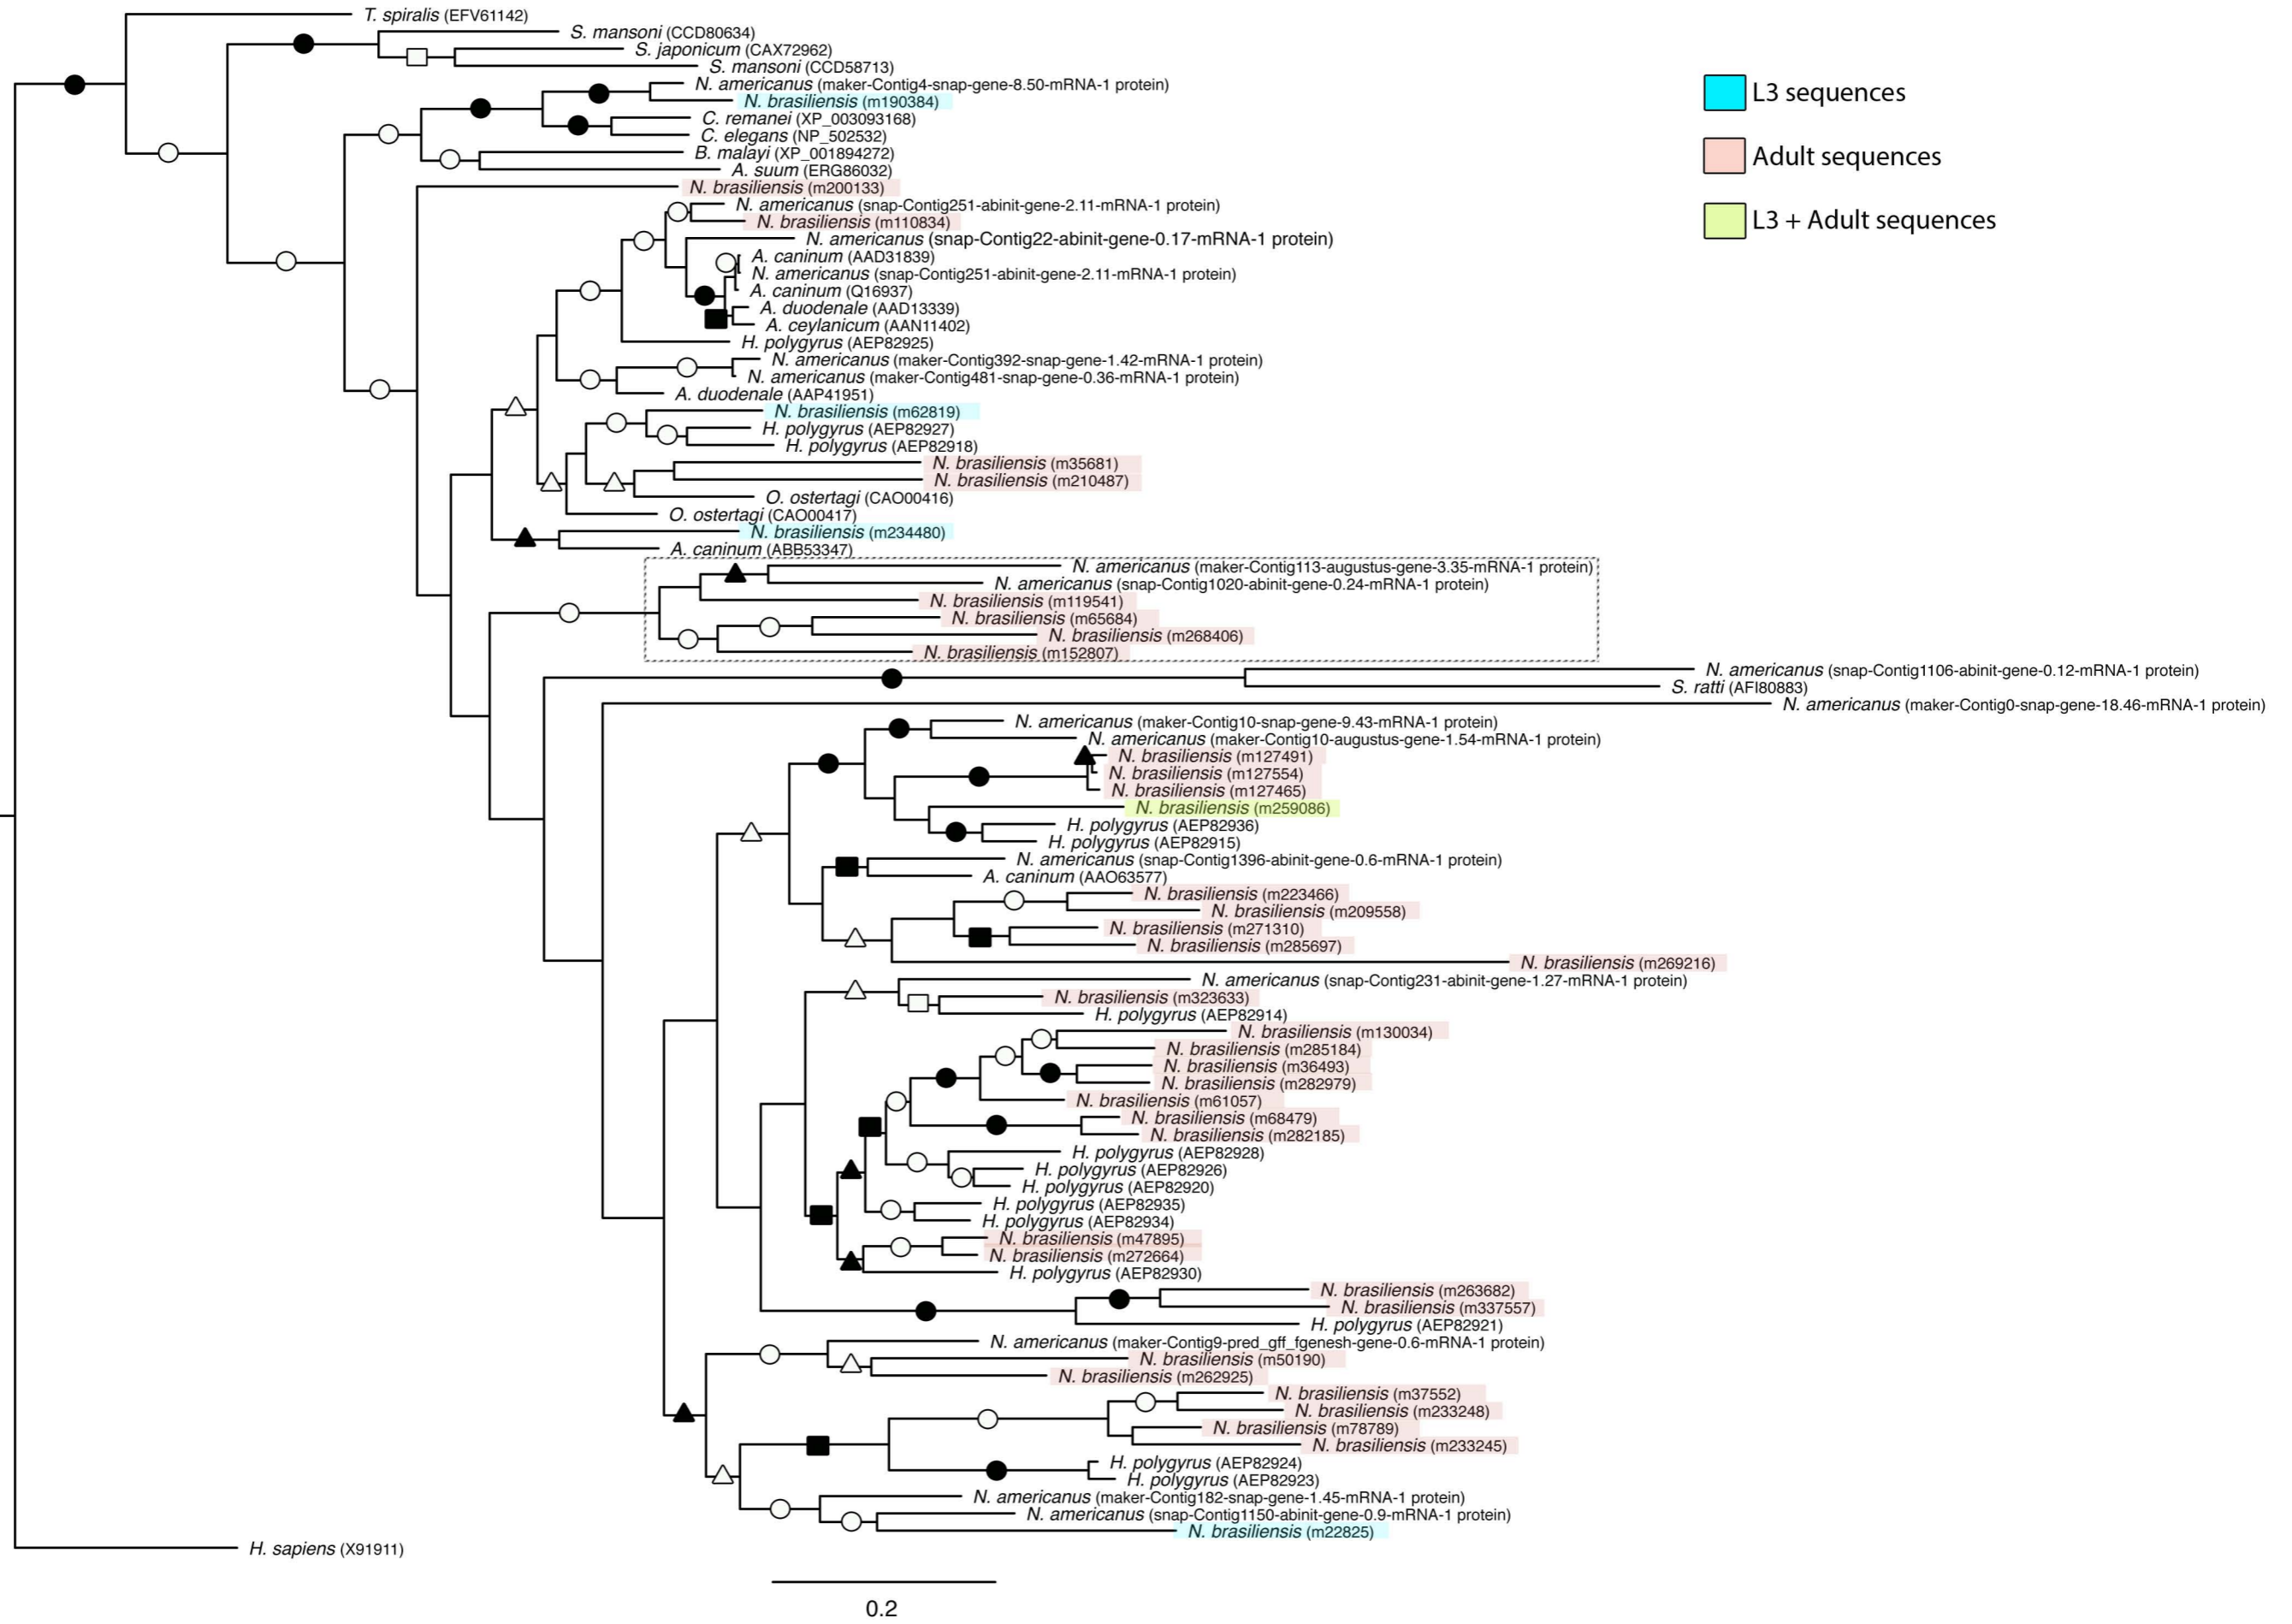 T. spiralis (EFV61142)
S. mansoni (CCD80634)
S. japonicum (CAX72962)
S. mansoni (CCD58713)
N. americanus (maker-Contig4-snap-gene-8.50-mRNA-1 protein)
N. brasiliensis (m190384)
C. remanei (XP_003093168)
C. elegans (NP_502532)
B. malayi (XP_001894272)
A. suum (ERG86032)
N. brasiliensis (m200133)
N. americanus (snap-Contig251-abinit-gene-2.11-mRNA-1 protein)
N. brasiliensis (m110834)
N. americanus (snap-Contig22-abinit-gene-0.17-mRNA-1 protein)
A. caninum (AAD31839)
N. americanus (snap-Contig251-abinit-gene-2.11-mRNA-1 protein)
A. caninum (Q16937)
A. duodenale (AAD13339)
A. ceylanicum (AAN11402)
H. polygyrus (AEP82925)
N. americanus (maker-Contig392-snap-gene-1.42-mRNA-1 protein)
N. americanus (maker-Contig481-snap-gene-0.36-mRNA-1 protein)
A. duodenale (AAP41951)
N. brasiliensis (m62819)
H. polygyrus (AEP82927)
H. polygyrus (AEP82918)
N. brasiliensis (m35681)
N. brasiliensis (m210487)
O. ostertagi (CAO00416)
O. ostertagi (CAO00417)
N. brasiliensis (m234480)
A. caninum (ABB53347)
N. americanus (maker-Contig113-augustus-gene-3.35-mRNA-1 protein)
N. americanus (snap-Contig1020-abinit-gene-0.24-mRNA-1 protein)
N. brasiliensis (m119541)
N. brasiliensis (m65684)
N. brasiliensis (m268406)
N. brasiliensis (m152807)
N. americanus (snap-Contig1106-abinit-gene-0.12-mRNA-1 protein)
S. ratti (AFI80883)
N. americanus (maker-Contig0-snap-gene-18.46-mRNA-1 protein)
N. americanus (maker-Contig10-snap-gene-9.43-mRNA-1 protein)
N. americanus (maker-Contig10-augustus-gene-1.54-mRNA-1 protein)
N. brasiliensis (m127491)
N. brasiliensis (m127554)
N. brasiliensis (m127465)
N. brasiliensis (m259086)
H. polygyrus (AEP82936)
H. polygyrus (AEP82915)
N. americanus (snap-Contig1396-abinit-gene-0.6-mRNA-1 protein)
A. caninum (AAO63577)
N. brasiliensis (m223466)
N. brasiliensis (m209558)
N. brasiliensis (m271310)
N. brasiliensis (m285697)
N. brasiliensis (m269216)
N. americanus (snap-Contig231-abinit-gene-1.27-mRNA-1 protein)
N. brasiliensis (m323633)
H. polygyrus (AEP82914)
N. brasiliensis (m130034)
N. brasiliensis (m285184)
N. brasiliensis (m36493)
N. brasiliensis (m282979)
N. brasiliensis (m61057)
N. brasiliensis (m68479)
N. brasiliensis (m282185)
H. polygyrus (AEP82928)
H. polygyrus (AEP82926)
H. polygyrus (AEP82920)
H. polygyrus (AEP82935)
H. polygyrus (AEP82934)
N. brasiliensis (m47895)
N. brasiliensis (m272664)
H. polygyrus (AEP82930)
N. brasiliensis (m263682)
N. brasiliensis (m337557)
H. polygyrus (AEP82921)
N. americanus (maker-Contig9-pred_gff_fgenesh-gene-0.6-mRNA-1 protein)
N. brasiliensis (m50190)
N. brasiliensis (m262925)
N. brasiliensis (m37552)
N. brasiliensis (m233248)
N. brasiliensis (m78789)
N. brasiliensis (m233245)
H. polygyrus (AEP82924)
H. polygyrus (AEP82923)
N. americanus (maker-Contig182-snap-gene-1.45-mRNA-1 protein)
N. americanus (snap-Contig1150-abinit-gene-0.9-mRNA-1 protein)
N. brasiliensis (m22825)
H. sapiens (X91911)
0.2
L3 sequences
Adult sequences
L3 + Adult sequences